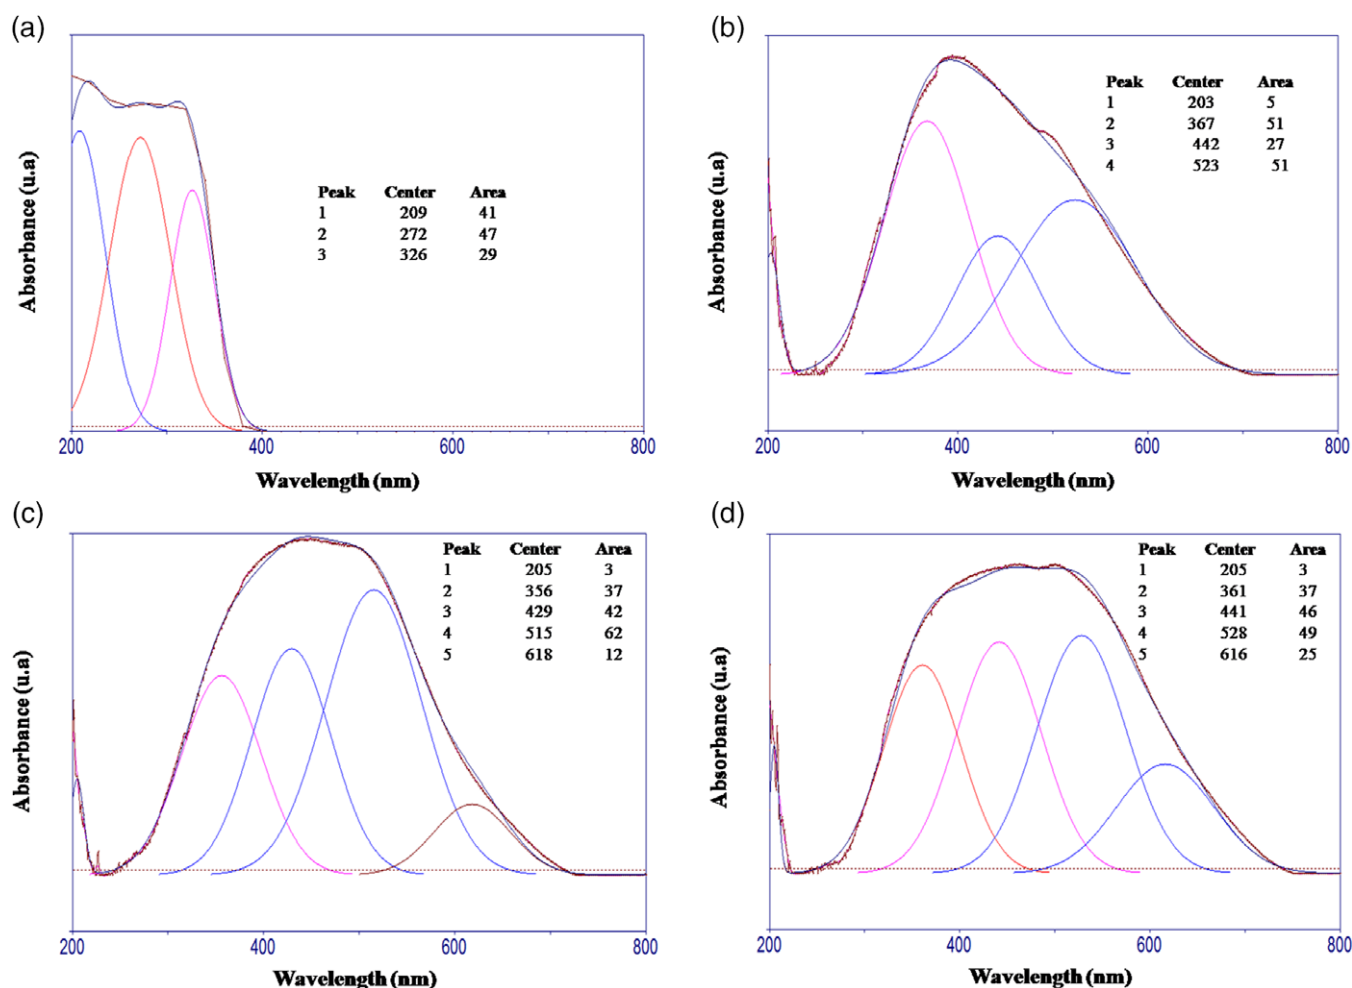 (a)
Absorbance (u.a)
Peak Center Area
1 209 41
2 272 47
3 326 29
200 400 600 800
Wavelength (nm)
(b)
Absorbance (u.a)
Peak Center Area
1 203 5
2 367 51
3 442 27
4 523 51
200 400 600 800
Wavelength (nm)
(c)
Absorbance (u.a)
Peak Center Area
1 205 3
2 356 37
3 429 42
4 515 62
5 618 12
200 400 600 800
Wavelength (nm)
(d)
Absorbance (u.a)
Peak Center Area
1 205 3
2 361 37
3 441 46
4 528 49
5 616 25
200 400 600 800
Wavelength (nm)